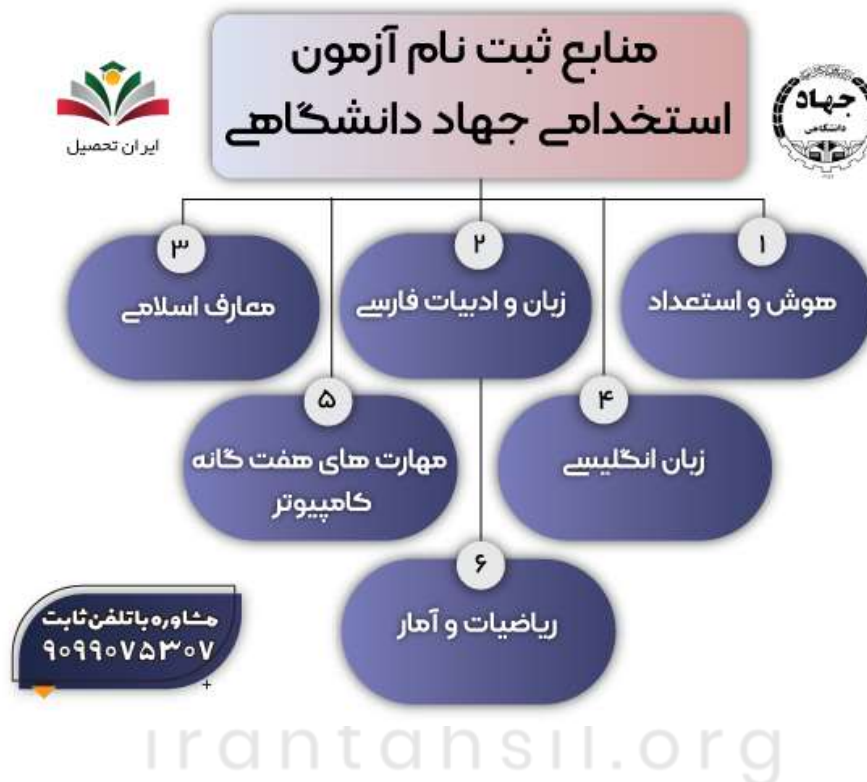 منابع ثبت نام آزمون
استخدامی جهاد دانشگاهی
جهاد
دانشگاهی
ایران تحصیل
۱
هوش و استعداد
۲
زبان و ادبیات فارسی
۳
معارف اسلامی
۴
زبان انگلیسی
۵
مهارت های هفت گانه
کامپیوتر
۶
ریاضیات و آمار
مشاوره با تلفن ثابت
۹۰۹۹۰۷۵۳۰۷
irantahsil.org